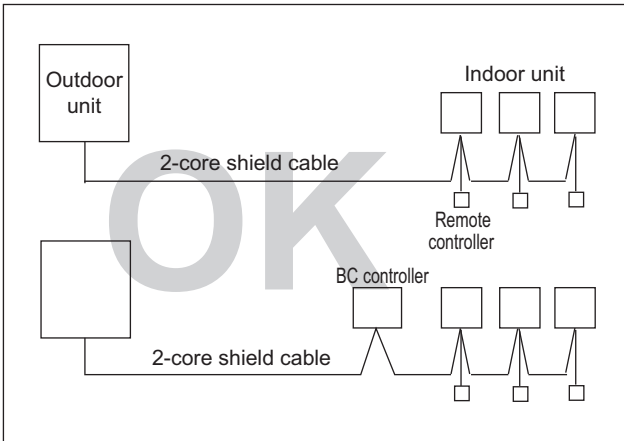 Outdoor
unit
Indoor unit
2-core shield cable
OK
Remote
controller
BC controller
2-core shield cable